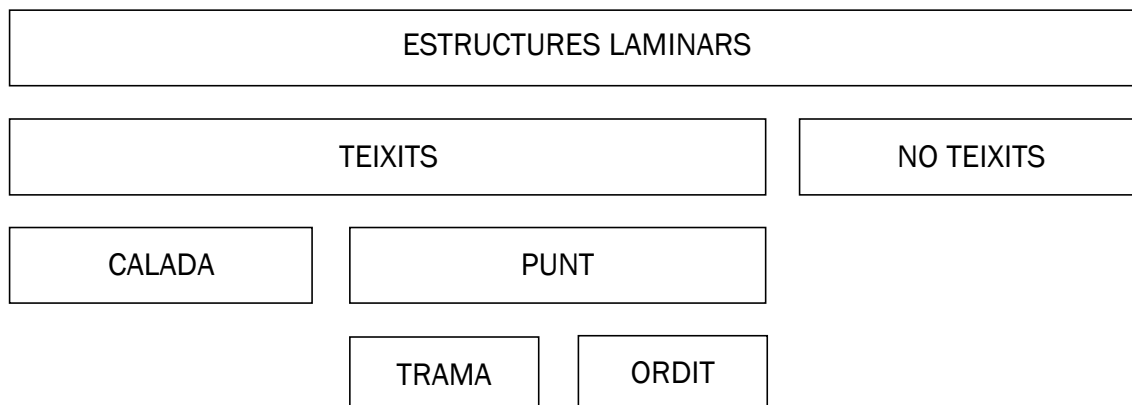 ESTRUCTURES LAMINARS
TEIXITS
NO TEIXITS
CALADA
PUNT
TRAMA
ORDIT